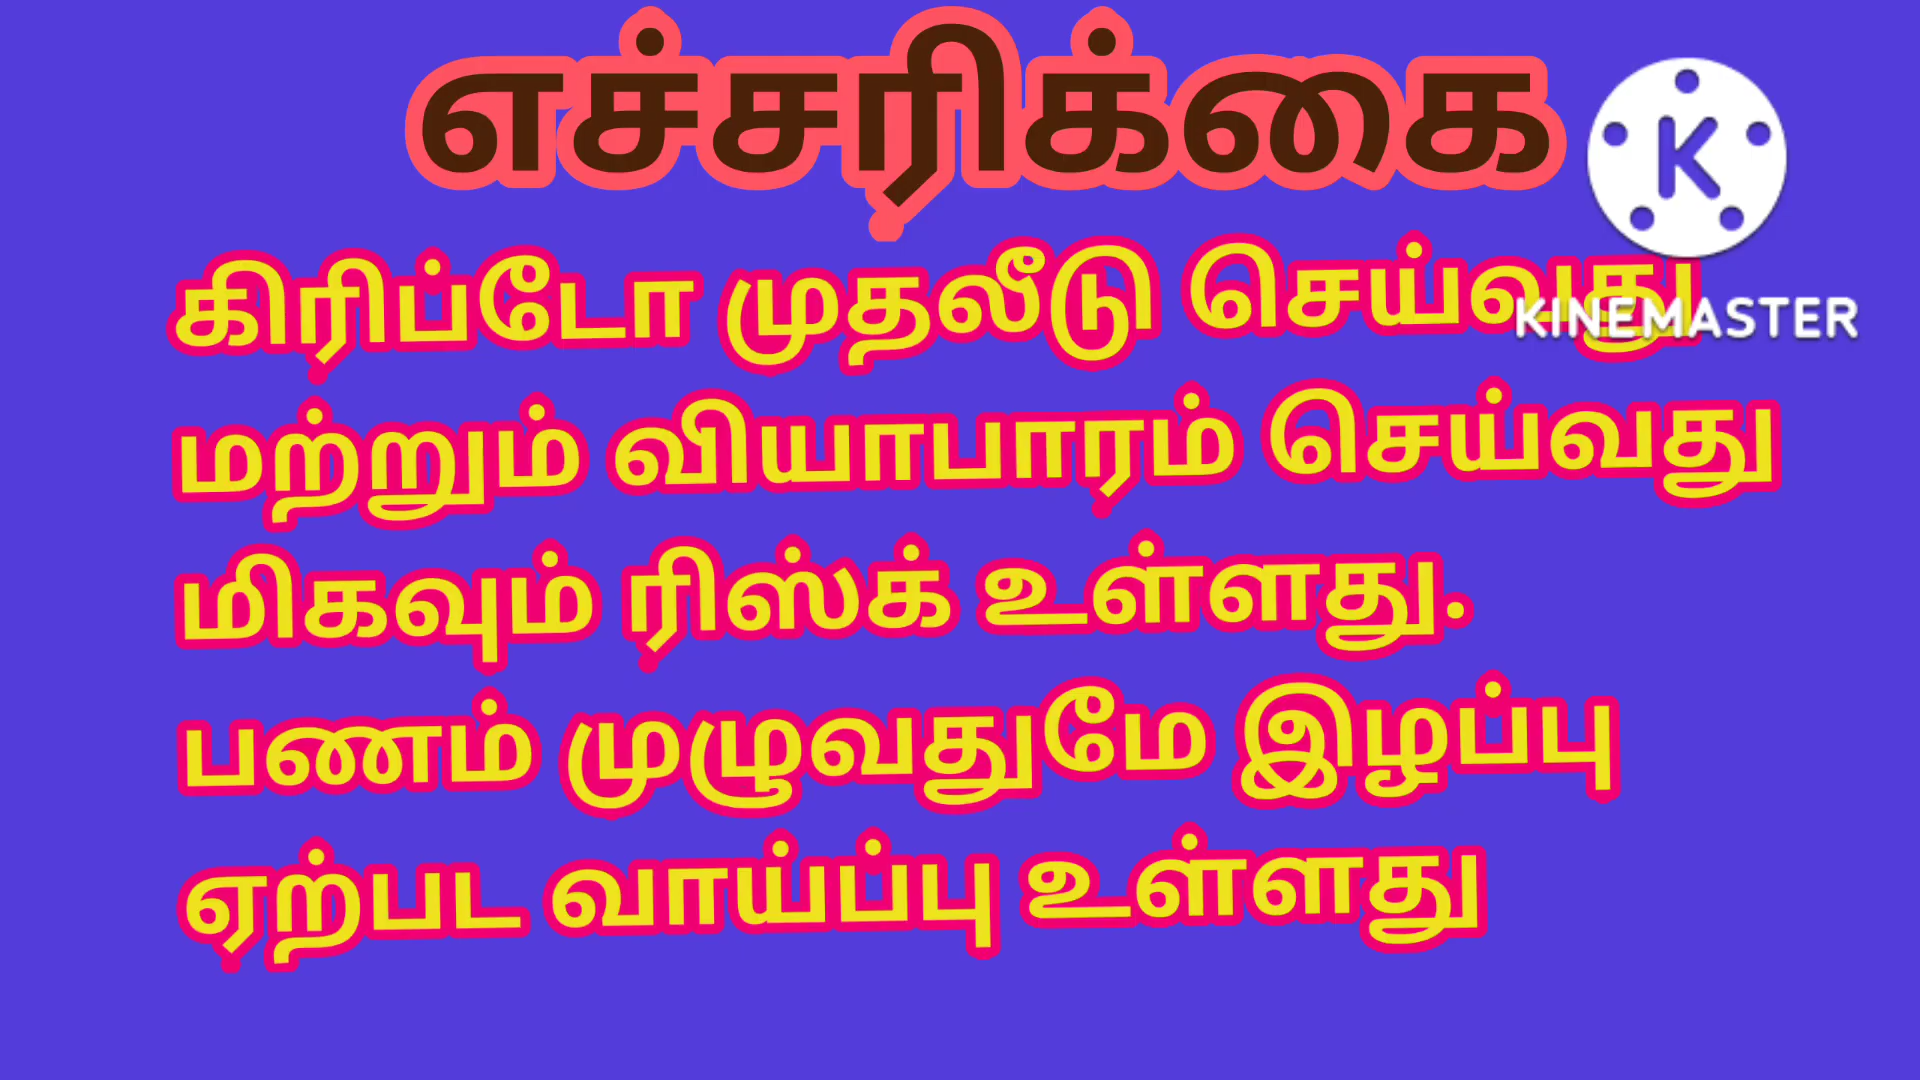 எச்சரிக்கை
கிரிப்டோ முதலீடு செய்வது
KINEMASTER
மற்றும் வியாபாரம் செய்வது
மிகவும் ரிஸ்க் உள்ளது.
பணம் முழுவதுமே இழப்பு
ஏற்பட வாய்ப்பு உள்ளது